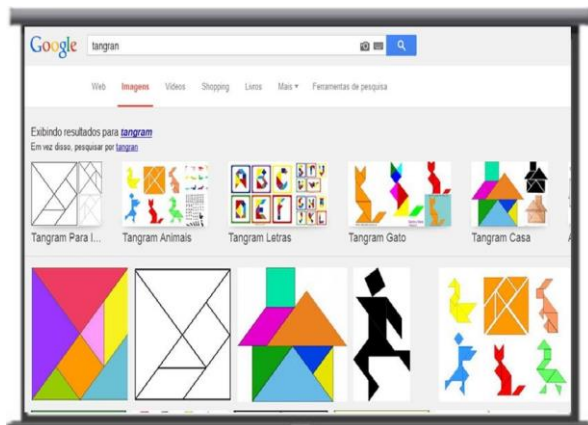 Google tangran
Web Imagens Vídeos Shopping Livros Mais Ferramentas de pesquisa
Exibindo resultados para tangram
Em vez disso, pesquisar por tangran
Tangram Para I... Tangram Animais Tangram Letras Tangram Gato Tangram Casa